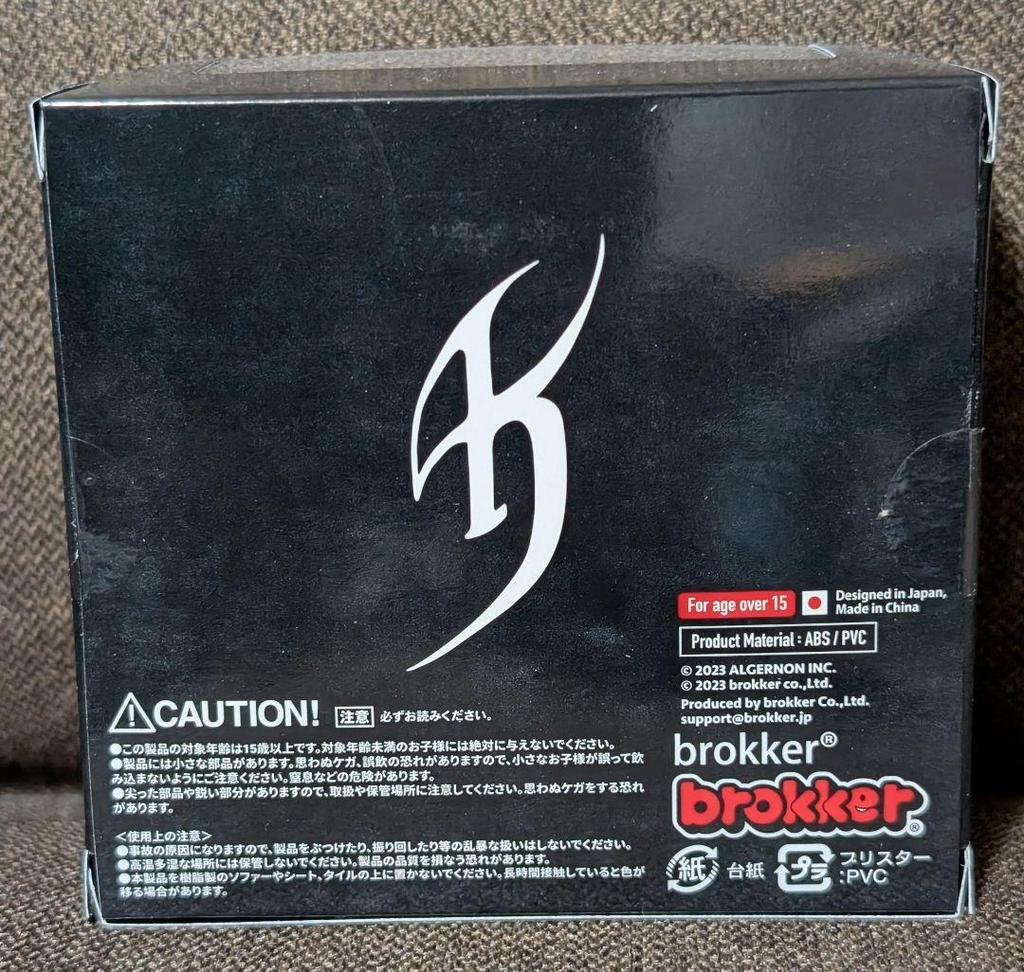 K
For age over 15
Designed in Japan,
Made in China
Product Material : ABS / PVC
© 2023 ALGERNON INC.
© 2023 brokker co.,Ltd.
Produced by brokker Co.,Ltd.
support@brokker.jp
brokker®
brokker®
紙 台紙 プラ ブリスター
:PVC
CAUTION! 注意 必ずお読みください。
●この製品の対象年齢は15歳以上です。対象年齢未満のお子様には絶対に与えないでください。
●製品には小さな部品があります。思わぬケガ、誤飲の恐れがありますので、小さなお子様が誤って飲
み込まないようにご注意ください。窒息などの危険があります。
●尖った部品や鋭い部分がありますので、取扱や保管場所に注意してください。思わぬケガをする恐れ
があります。
<使用上の注意>
●事故の原因になりますので、製品をぶつけたり、振り回したり等の乱暴な扱いはしないでください。
●高温多湿な場所には保管しないでください。製品の品質を損なう恐れがあります。
●本製品を樹脂製のソファーやシート、タイルの上に置かないでください。長時間接触していると色が
移る場合があります。